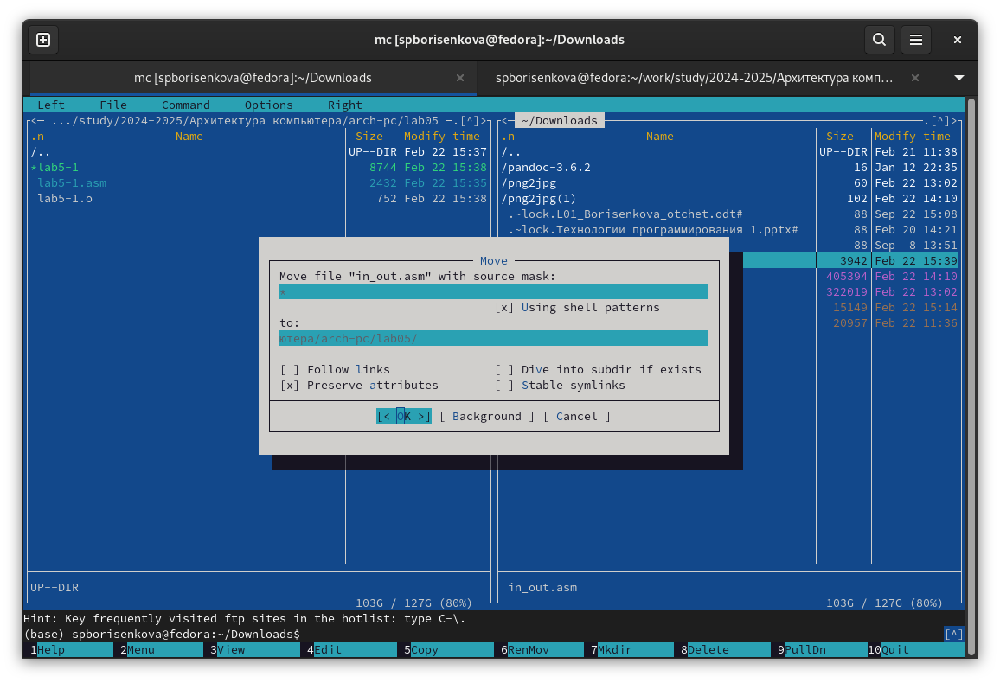 mc [spborisenkova@fedora]:~/Downloads
mc [spborisenkova@fedora]:~/Downloads
spborisenkova@fedora:~/work/study/2024-2025/Архитектура комп...
Left File Command Options Right
<— .../study/2024-2025/Архитектура компьютера/arch-pc/lab05 —.[^]>
.n Name Size Modify time
/.. UP--DIR Feb 22 15:37
*lab5-1 8744 Feb 22 15:38
lab5-1.asm 2432 Feb 22 15:35
lab5-1.o 752 Feb 22 15:38
UP--DIR
103G / 127G (80%)
<— ~/Downloads .[^]>
.n Name Size Modify time
/.. UP--DIR Feb 21 11:38
/pandoc-3.6.2 16 Jan 12 22:35
/png2jpg 60 Feb 22 13:02
/png2jpg(1) 102 Feb 22 14:10
.~lock.L01_Borisenkova_otchet.odt# 88 Sep 22 15:08
.~lock.Технологии программирования 1.pptx# 88 Feb 20 14:21
88 Sep 8 13:51
3942 Feb 22 15:39
405394 Feb 22 14:10
322019 Feb 22 13:02
15149 Feb 22 15:14
20957 Feb 22 11:36
in_out.asm
103G / 127G (80%)
Move
Move file "in_out.asm" with source mask:
*
[x] Using shell patterns
to:
ютера/arch-pc/lab05/
[ ] Follow links [ ] Dive into subdir if exists
[x] Preserve attributes [ ] Stable symlinks
[< OK >] [ Background ] [ Cancel ]
Hint: Key frequently visited ftp sites in the hotlist: type C-\.
(base) spborisenkova@fedora:~/Downloads$ [^]
1Help 2Menu 3View 4Edit 5Copy 6RenMov 7Mkdir 8Delete 9PullDn 10Quit